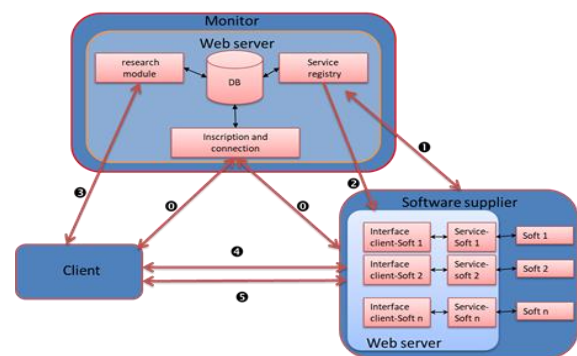 Monitor
Web server
research
module
DB
Service
registry
Inscription and
connection
❶
❷
❸
⓿
⓿
Software supplier
Interface
client-Soft 1
Service-
Soft1
Soft 1
Interface
client-Soft 2
Service-
soft 2
Soft 2
Interface
client-Soft n
Service-
Soft n
Soft n
Web server
Client
❹
❺